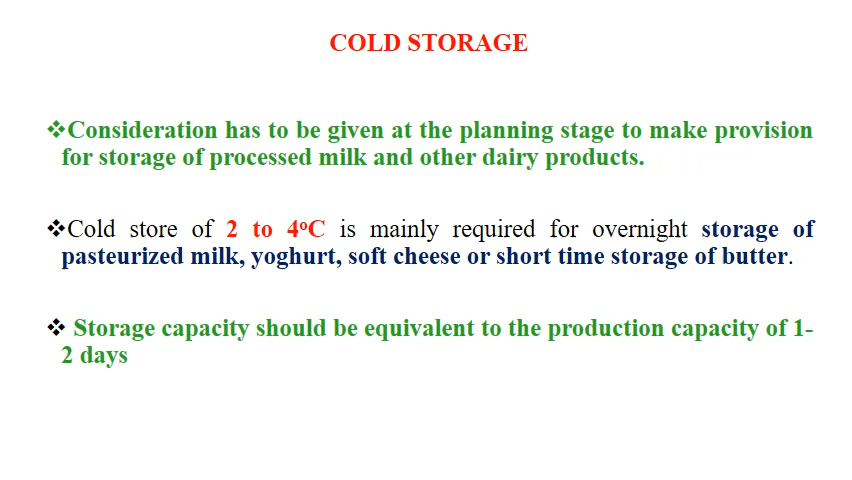 COLD STORAGE
❖Consideration has to be given at the planning stage to make provision
for storage of processed milk and other dairy products.
❖Cold store of 2 to 4ºC is mainly required for overnight storage of
pasteurized milk, yoghurt, soft cheese or short time storage of butter.
❖ Storage capacity should be equivalent to the production capacity of 1-
2 days